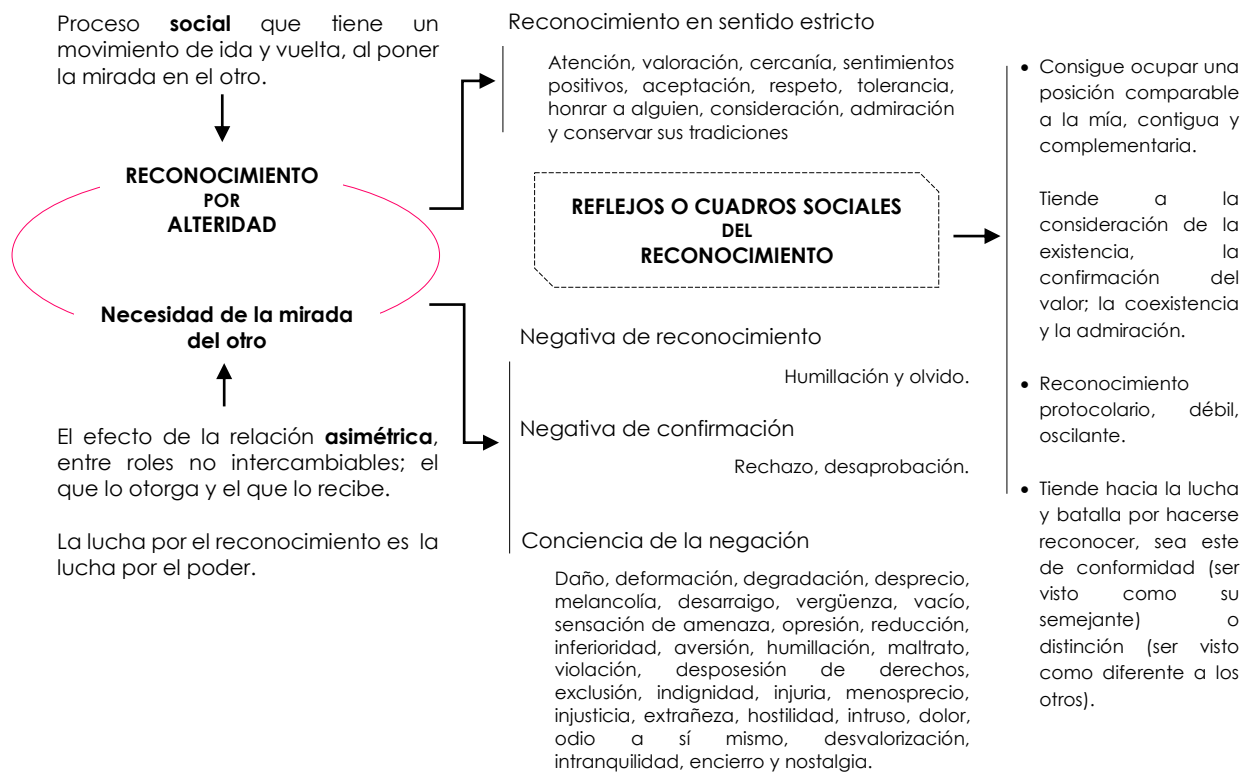 Proceso social que tiene un
movimiento de ida y vuelta, al poner
la mirada en el otro.
RECONOCIMIENTO
POR
ALTERIDAD
Necesidad de la mirada
del otro
El efecto de la relación asimétrica,
entre roles no intercambiables; el
que lo otorga y el que lo recibe.
La lucha por el reconocimiento es la
lucha por el poder.
Reconocimiento en sentido estricto
Atención, valoración, cercanía, sentimientos
positivos, aceptación, respeto, tolerancia,
honrar a alguien, consideración, admiración
y conservar sus tradiciones
REFLEJOS O CUADROS SOCIALES
DEL
RECONOCIMIENTO
Negativa de reconocimiento
Humillación y olvido.
Negativa de confirmación
Rechazo, desaprobación.
Conciencia de la negación
Daño, deformación, degradación, desprecio,
melancolía, desarraigo, vergüenza, vacío,
sensación de amenaza, opresión, reducción,
inferioridad, aversión, humillación, maltrato,
violación, desposesión de derechos,
exclusión, indignidad, injuria, menosprecio,
injusticia, extrañeza, hostilidad, intruso, dolor,
odio a sí mismo, desvalorización,
intranquilidad, encierro y nostalgia.
• Consigue ocupar una
posición comparable
a la mía, contigua y
complementaria.
Tiende a la
consideración de la
existencia, la
confirmación del
valor; la coexistencia
y la admiración.
• Reconocimiento
protocolario, débil,
oscilante.
• Tiende hacia la lucha
y batalla por hacerse
reconocer, sea este
de conformidad (ser
visto como su
semejante) o
distinción (ser visto
como diferente a los
otros).